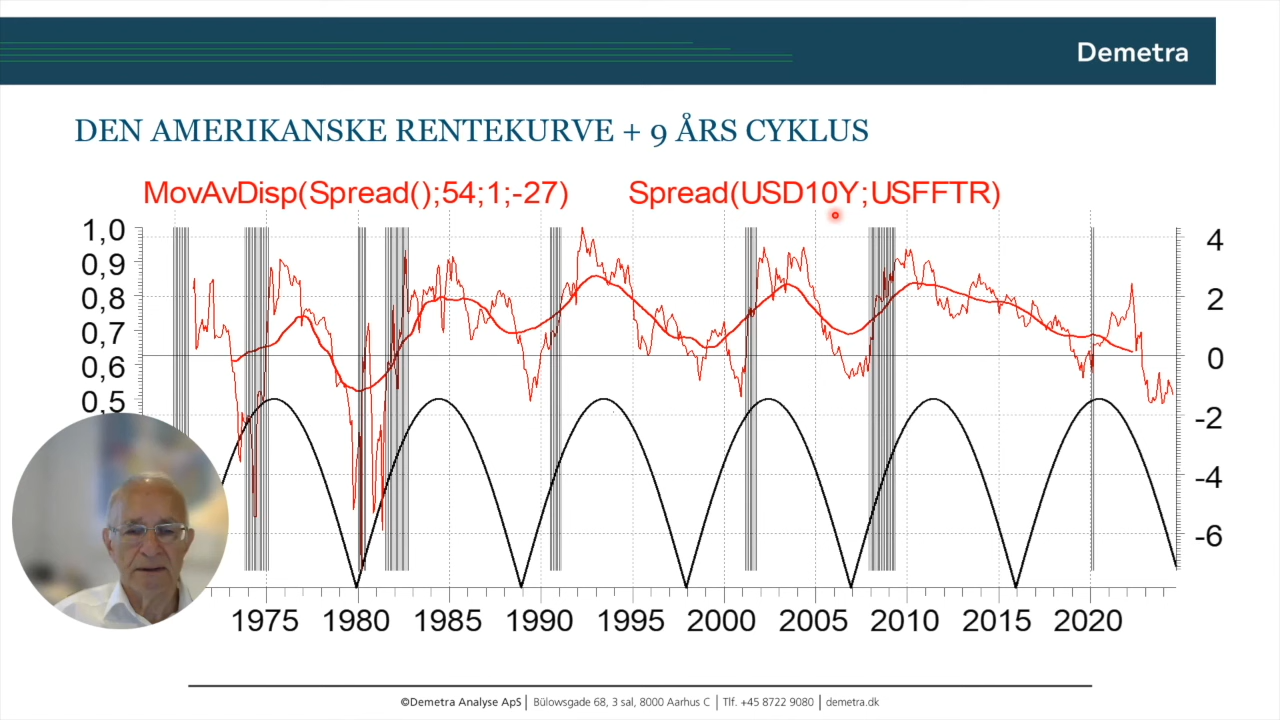 Demetra
DEN AMERIKANSKE RENTEKURVE + 9 ÅRS CYKLUS
MovAvDisp(Spread();54;1;-27)
Spread(USD10Y;USFFTR)
1,0
0,9
0,8
0,7
0,6
0,5
4
2
0
-2
-4
-6
1975 1980 1985 1990 1995 2000 2005 2010 2015 2020
©Demetra Analyse ApS | Bülowsgade 68, 3 sal, 8000 Aarhus C | Tlf. +45 8722 9080 | demetra.dk